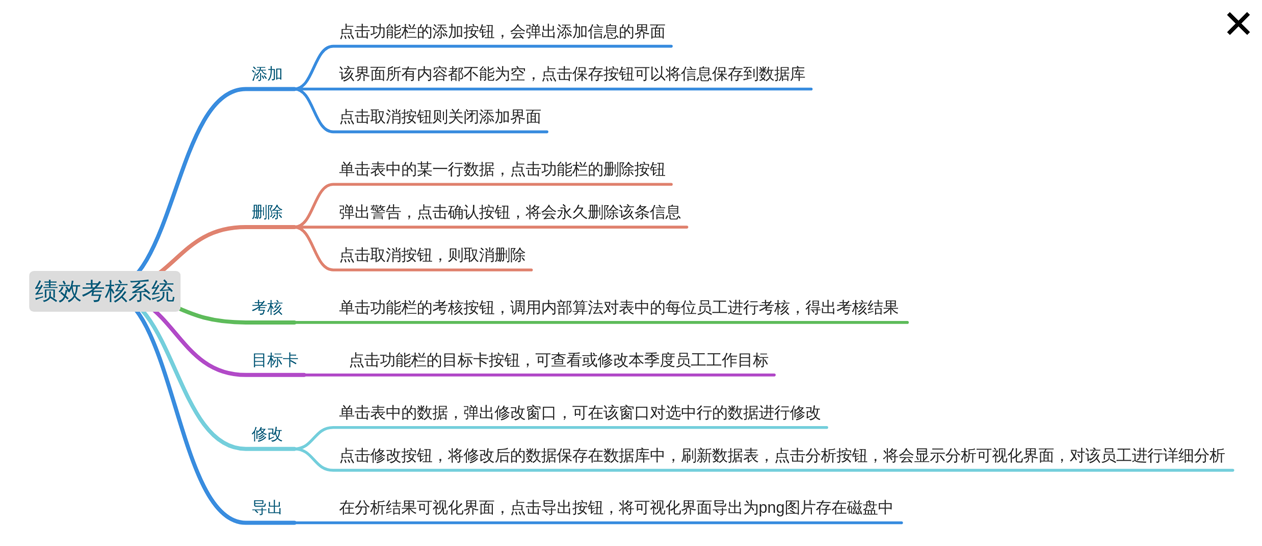 绩效考核系统
添加
点击功能栏的添加按钮，会弹出添加信息的界面
该界面所有内容都不能为空，点击保存按钮可以将信息保存到数据库
点击取消按钮则关闭添加界面
删除
单击表中的某一行数据，点击功能栏的删除按钮
弹出警告，点击确认按钮，将会永久删除该条信息
点击取消按钮，则取消删除
考核
单击功能栏的考核按钮，调用内部算法对表中的每位员工进行考核，得出考核结果
目标卡
点击功能栏的目标卡按钮，可查看或修改本季度员工工作目标
修改
单击表中的数据，弹出修改窗口，可在该窗口对选中行的数据进行修改
点击修改按钮，将修改后的数据保存在数据库中，刷新数据表，点击分析按钮，将会显示分析可视化界面，对该员工进行详细分析
导出
在分析结果可视化界面，点击导出按钮，将可视化界面导出为png图片存在磁盘中